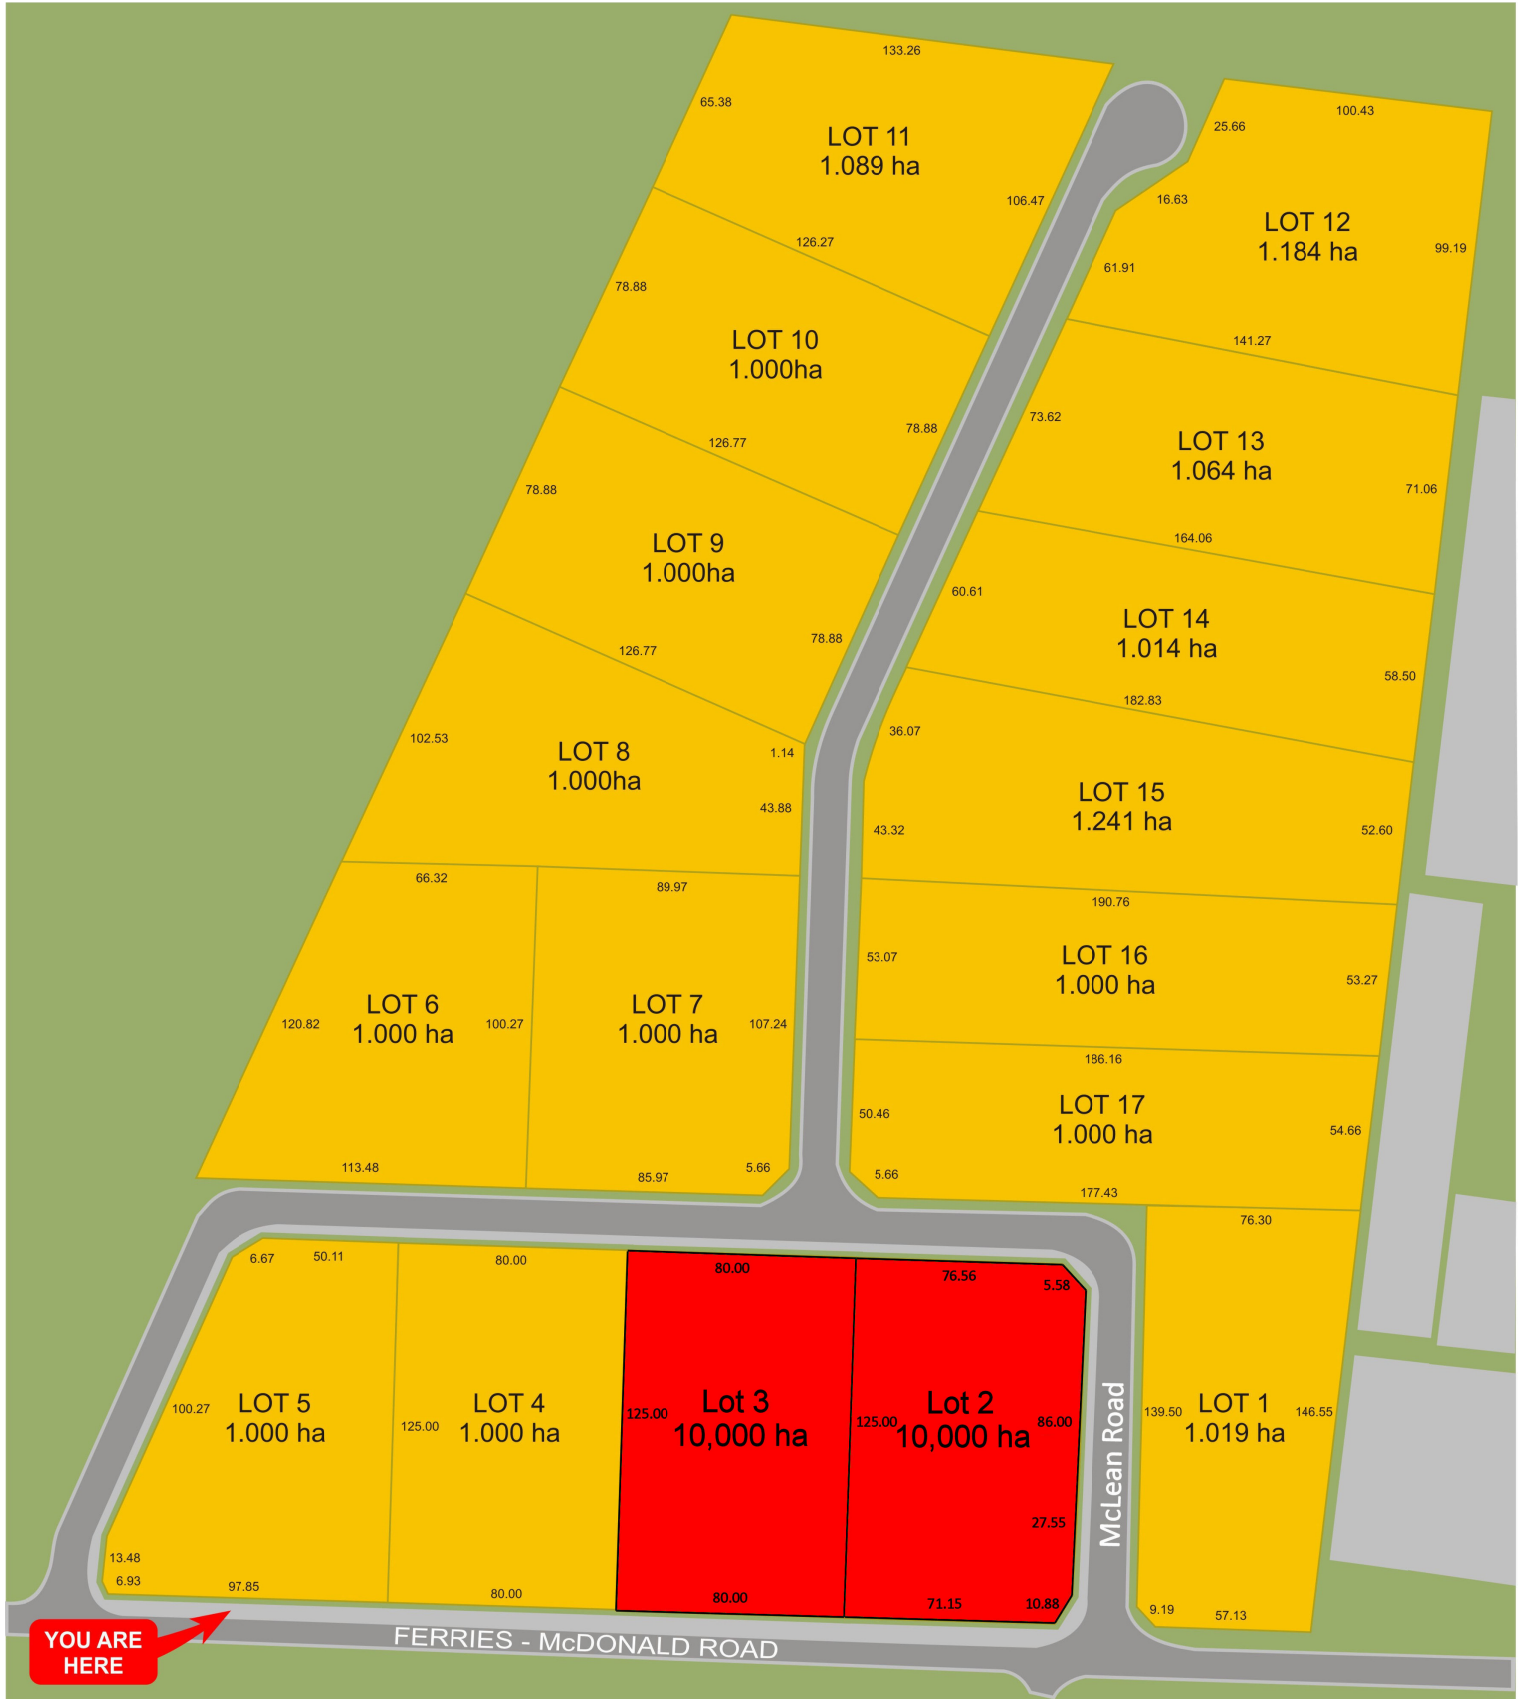 133.26
65.38
LOT 11
1.089 ha
106.47
126.27
100.43
25.66
16.63
LOT 12
1.184 ha
99.19
61.91
141.27
78.88
LOT 10
1.000ha
78.88
126.77
73.62
LOT 13
1.064 ha
71.06
164.06
78.88
LOT 9
1.000ha
78.88
126.77
60.61
LOT 14
1.014 ha
58.50
182.83
102.53
LOT 8
1.000ha
1.14
43.88
36.07
LOT 15
1.241 ha
43.32
52.60
190.76
66.32
89.97
53.07
LOT 16
1.000 ha
53.27
186.16
LOT 6
1.000 ha
120.82
100.27
113.48
LOT 7
1.000 ha
107.24
5.66
85.97
50.46
LOT 17
1.000 ha
54.66
5.66
177.43
76.30
6.67
50.11
100.27
LOT 5
1.000 ha
13.48
6.93
97.85
80.00
125.00
LOT 4
1.000 ha
80.00
80.00
125.00
Lot 3
10,000 ha
80.00
76.56
5.58
125.00
Lot 2
10,000 ha
86.00
27.55
71.15
10.88
McLean Road
139.50
LOT 1
1.019 ha
146.55
9.19
57.13
YOU ARE
HERE
FERRIES - McDONALD ROAD